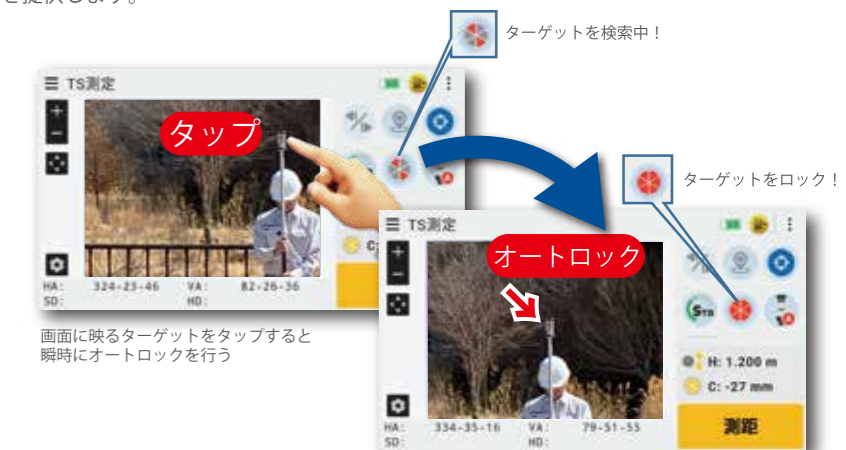 を提供します。
ターゲットを検索中！
TS測定
タップ
C:
HA: 324-23-46 VA: 82-26-36
SD: HD:
画面に映るターゲットをタップすると
瞬時にオートロックを行う
ターゲットをロック！
TS測定
オートロック
STN
H: 1.200 m
C: -27 mm
測距
HA: 334-35-16 VA: 79-51-55
SD: HD: